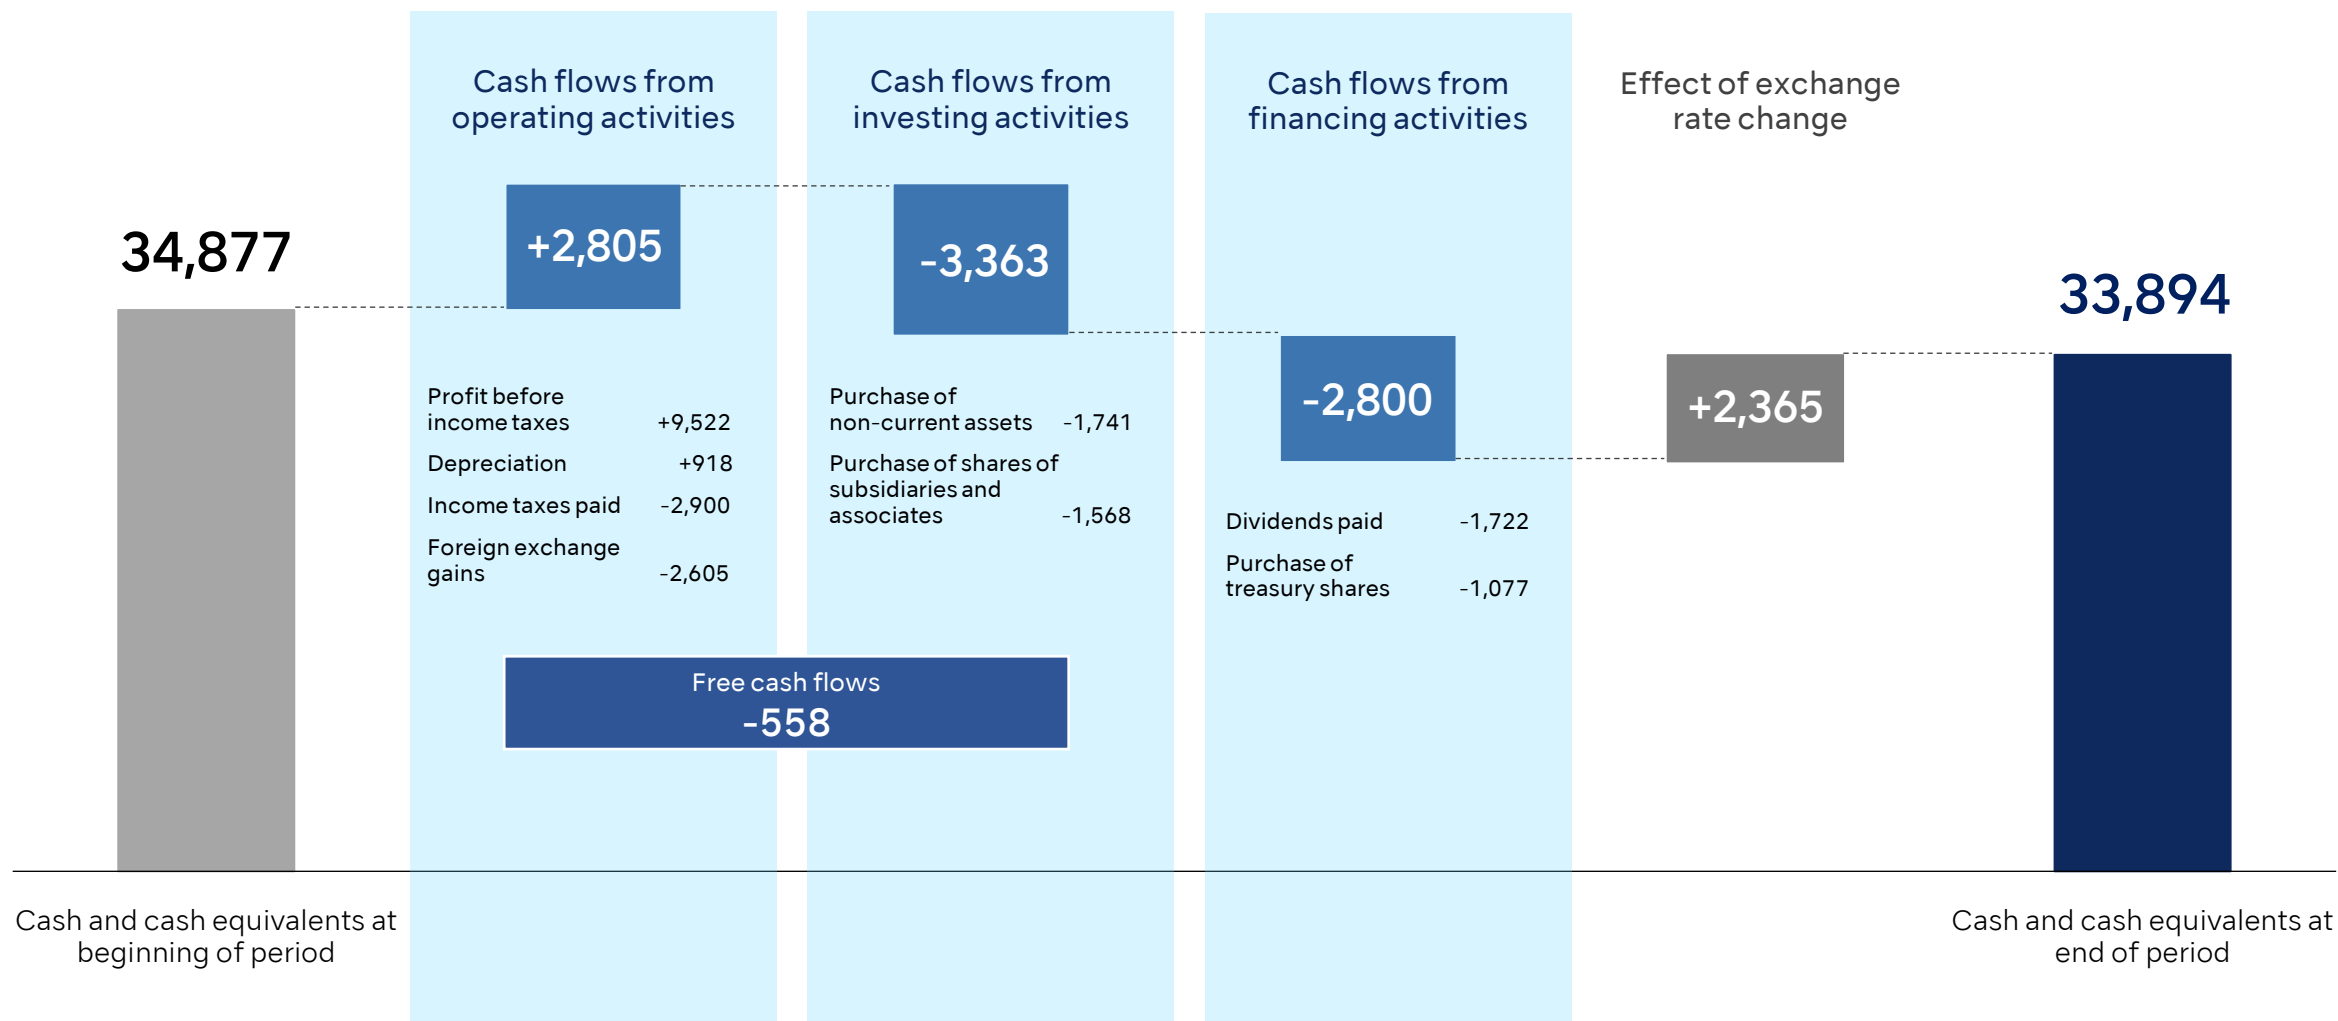 Cash flows from
operating activities
Cash flows from
investing activities
Cash flows from
financing activities
Effect of exchange
rate change
34,877
+2,805
-3,363
-2,800
+2,365
33,894
Profit before
income taxes +9,522
Depreciation +918
Income taxes paid -2,900
Foreign exchange
gains -2,605
Purchase of
non-current assets -1,741
Purchase of shares of
subsidiaries and
associates -1,568
Dividends paid -1,722
Purchase of
treasury shares -1,077
Free cash flows
-558
Cash and cash equivalents at
beginning of period
Cash and cash equivalents at
end of period